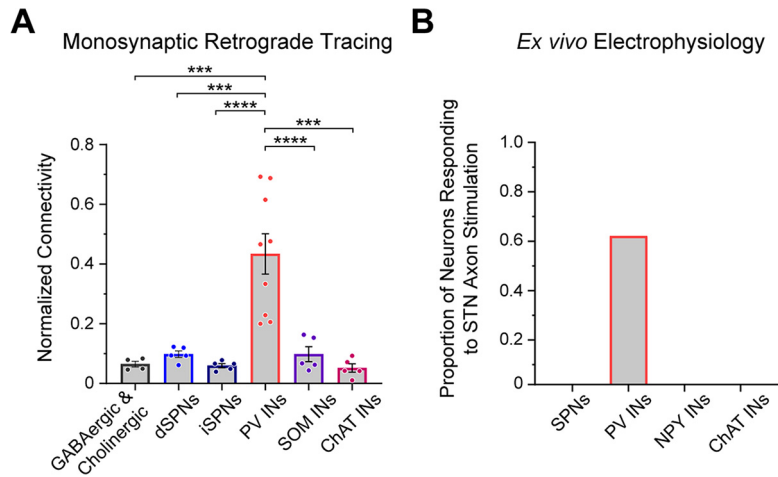 A
Monosynaptic Retrograde Tracing
***
***
****
***
****
Normalized Connectivity
0.8
0.6
0.4
0.2
0
GABAergic &
Cholinergic
dSPNs
iSPNs
PV INs
SOM INs
ChAT INs
B
Ex vivo Electrophysiology
Proportion of Neurons Responding
to STN Axon Stimulation
1.0
0.8
0.6
0.4
0.2
0
SPNs
PV INs
NPY INs
ChAT INs